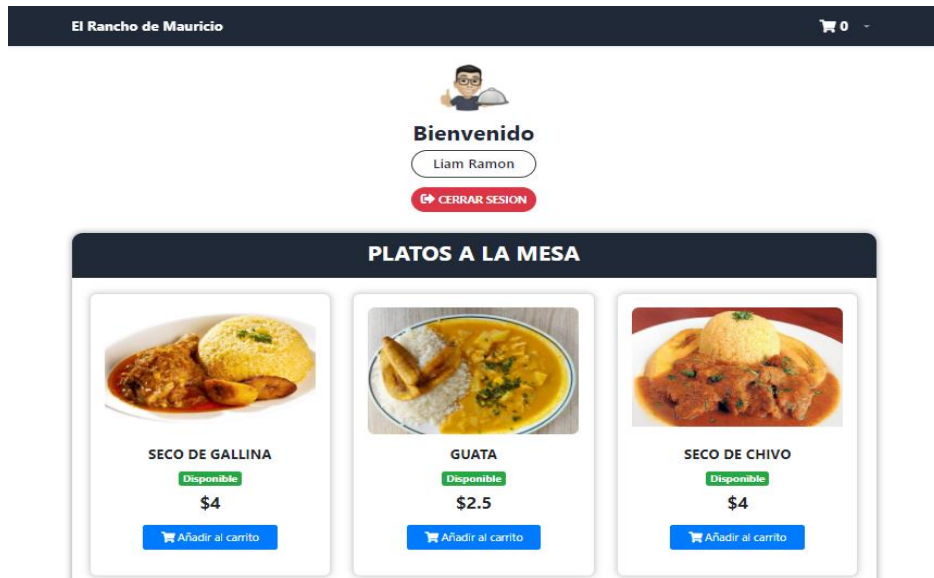 El Rancho de Mauricio
0
Bienvenido
Liam Ramon
CERRAR SESION
PLATOS A LA MESA
SECO DE GALLINA
Disponible
$4
Añadir al carrito
GUATA
Disponible
$2.5
Añadir al carrito
SECO DE CHIVO
Disponible
$4
Añadir al carrito